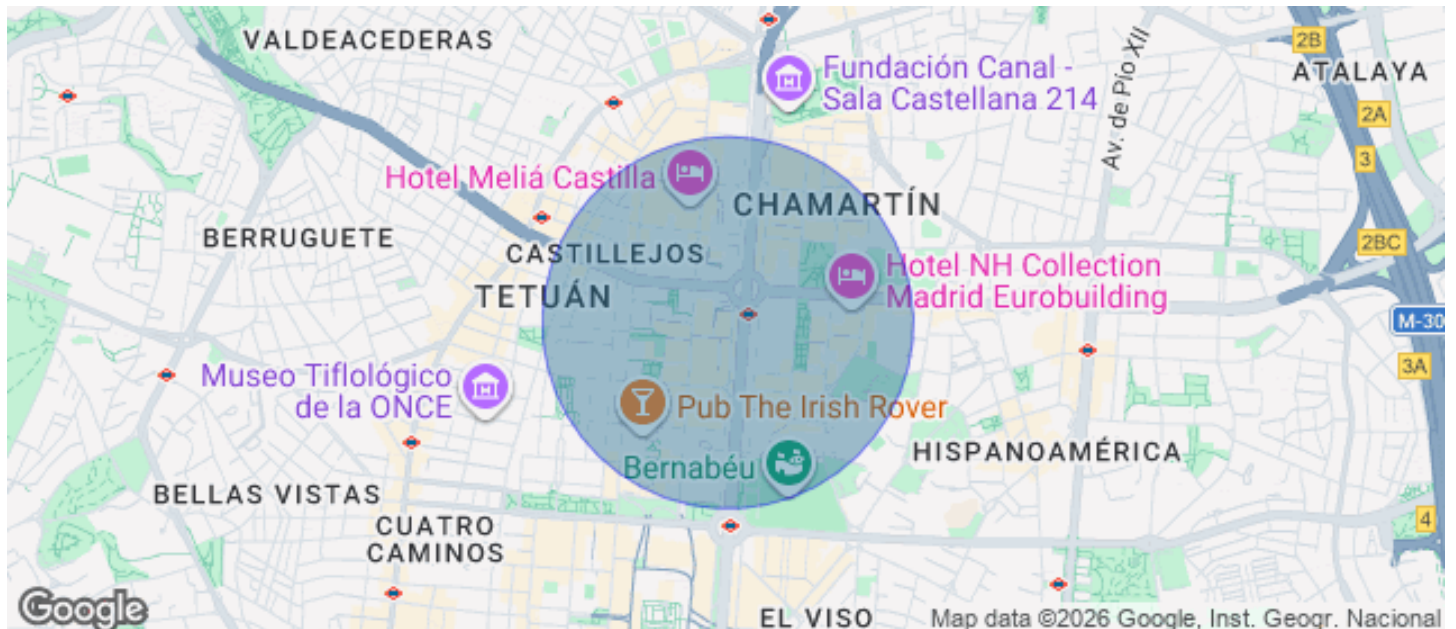 VALDEACEDERAS
Fundación Canal -
Sala Castellana 214
2B
ATALAYA
2A
Av. de Pío XII
3
Hotel Meliá Castilla
CHAMARTÍN
BERRUGUETE
CASTILLEJOS
2BC
Hotel NH Collection
Madrid Eurobuilding
TETUÁN
M-30
3A
Museo Tiflológico
de la ONCE
Pub The Irish Rover
HISPANOAMÉRICA
Bernabéu
BELLAS VISTAS
4
CUATRO
CAMINOS
Google
EL VISO
Map data ©2026 Google, Inst. Geogr. Nacional